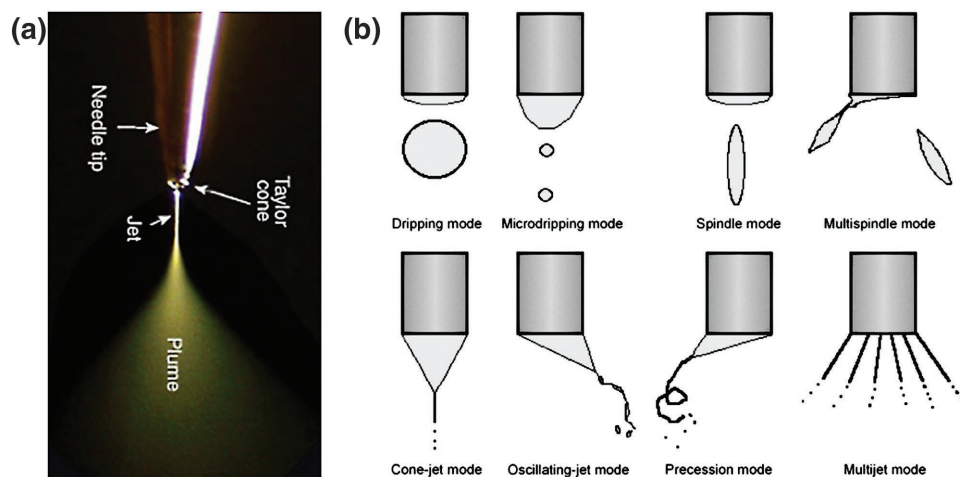 (a)
Needle tip
Taylor
cone
Jet
Plume
(b)
Dripping mode
Microdripping mode
Spindle mode
Multispindle mode
Cone-jet mode
Oscillating-jet mode
Precession mode
Multijet mode